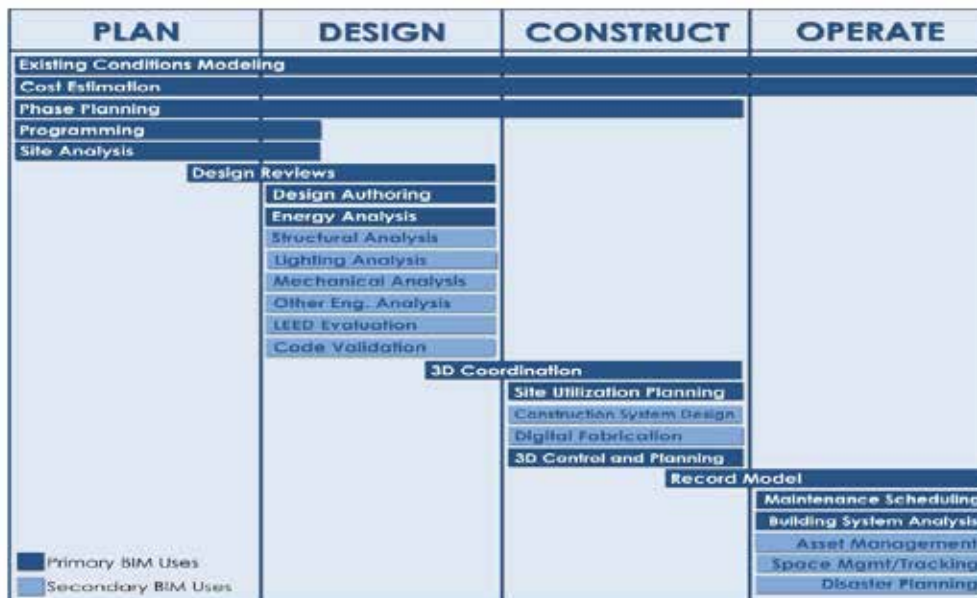 PLAN DESIGN CONSTRUCT OPERATE
Existing Conditions Modeling
Cost Estimation
Phase Planning
Programming
Site Analysis
Design Reviews
Design Authoring
Energy Analysis
Structural Analysis
Lighting Analysis
Mechanical Analysis
Other Eng. Analysis
LEED Evaluation
Code Validation
3D Coordination
Site Utilization Planning
Construction System Design
Digital Fabrication
3D Control and Planning
Record Model
Maintenance Scheduling
Building System Analysis
Asset Management
Space Mgmt/Tracking
Disaster Planning
Primary BIM Uses
Secondary BIM Uses